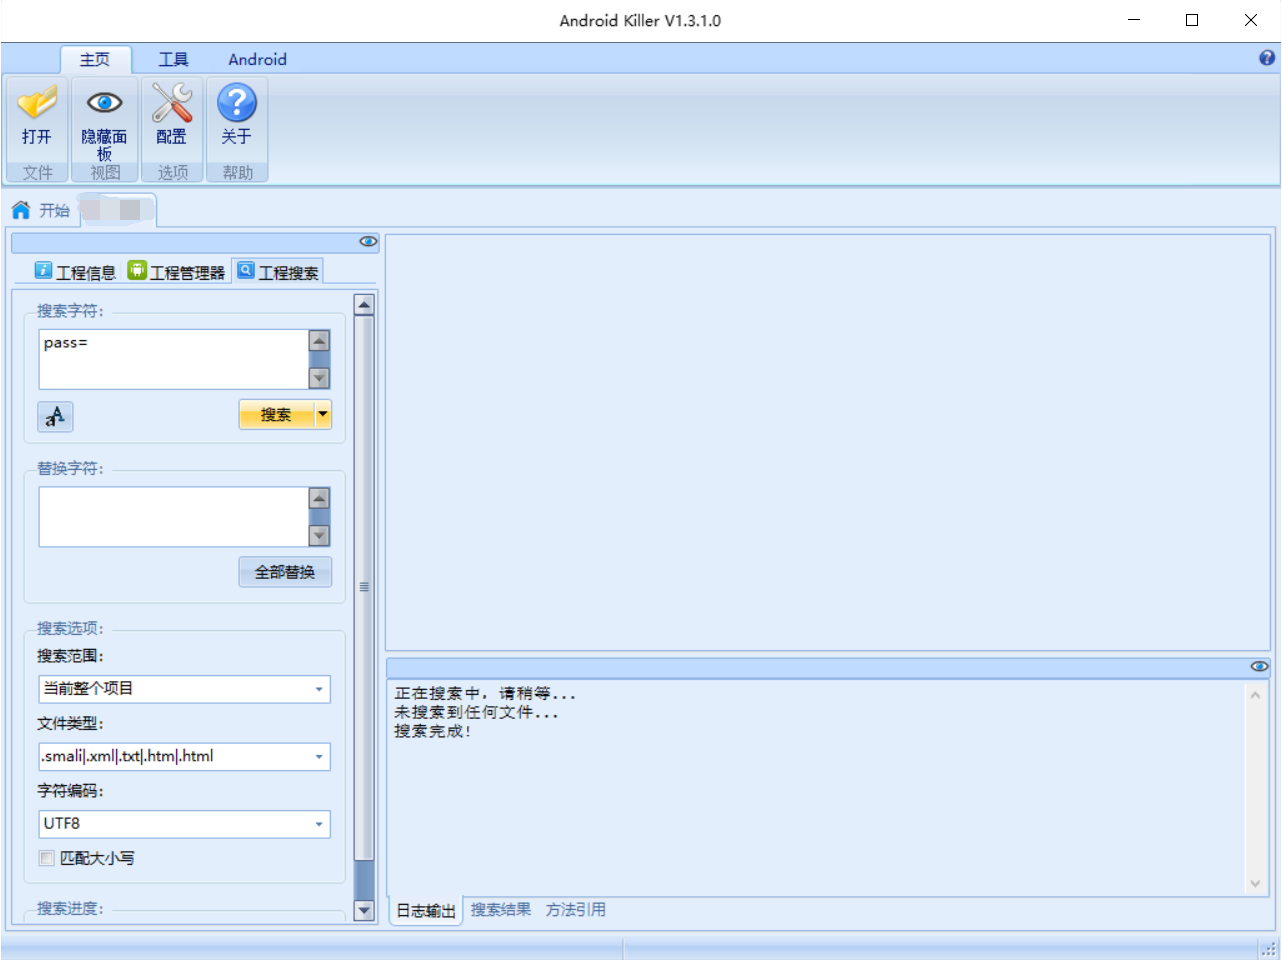 Android Killer V1.3.1.0
主页 工具 Android
打开 隐藏面板 配置 关于
文件 视图 选项 帮助
开始
工程信息 工程管理器 工程搜索
搜索字符:
pass=
aA 搜索
替换字符:
全部替换
搜索选项:
搜索范围:
当前整个项目
文件类型:
.smali|.xml|.txt|.htm|.html
字符编码:
UTF8
匹配大小写
搜索进度:
正在搜索中, 请稍等...
未搜索到任何文件...
搜索完成!
日志输出 搜索结果 方法引用